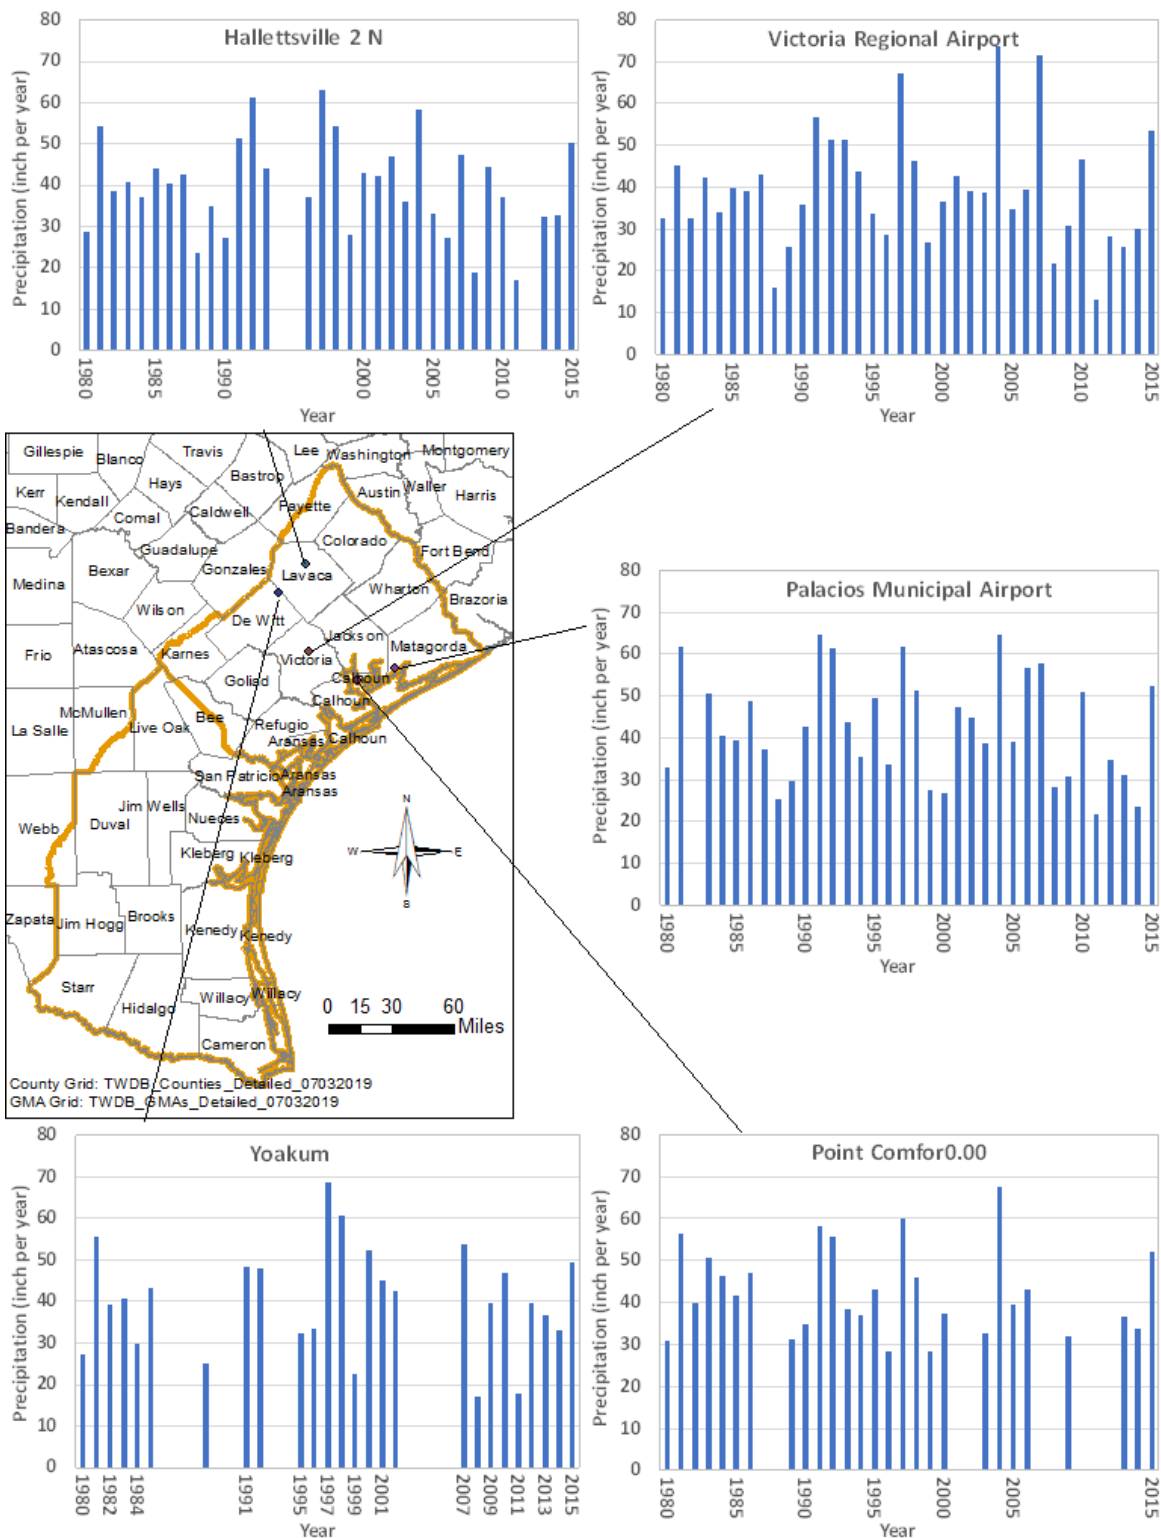 Hallettsville 2 N
Precipitation (inch per year)
80
70
60
50
40
30
20
10
0
1980
1985
1990
2000
2005
2010
2015
Year
Victoria Regional Airport
Precipitation (inch per year)
80
70
60
50
40
30
20
10
0
1980
1985
1990
1995
2000
2005
2010
2015
Year
Gillespie
Blanco
Travis
Lee
Washington
Montgomery
Kerr
Kendall
Hays
Bastrop
Austin
Waller
Harris
Bandera
Comal
Caldwell
Fayette
Guadalupe
Colorado
Fort Bend
Medina
Bexar
Gonzales
Lavaca
Wharton
Brazoria
Wilson
De Witt
Frio
Atascosa
Karnes
Victoria
Jackson
Matagorda
Goliad
Calhoun
Calhoun
La Salle
McMullen
Live Oak
Bee
Refugio
Aransas
Calhoun
San Patricio
Aransas
Aransas
Webb
Duval
Jim Wells
Nueces
Kleberg
Kleberg
N
W
E
S
Zapata
Jim Hogg
Brooks
Kenedy
Kenedy
Starr
Hidalgo
Willacy
Willacy
Cameron
0 15 30 60
Miles
County Grid: TWDB_Counties_Detailed_07032019
GMA Grid: TWDB_GMAs_Detailed_07032019
Palacios Municipal Airport
Precipitation (inch per year)
80
70
60
50
40
30
20
10
0
1980
1985
1990
1995
2000
2005
2010
2015
Year
Yoakum
Precipitation (inch per year)
80
70
60
50
40
30
20
10
0
1980
1982
1984
1991
1995
1997
1999
2001
2007
2009
2011
2013
2015
Year
Point Comfor0.00
Precipitation (inch per year)
80
70
60
50
40
30
20
10
0
1980
1985
1990
1995
2000
2005
2015
Year